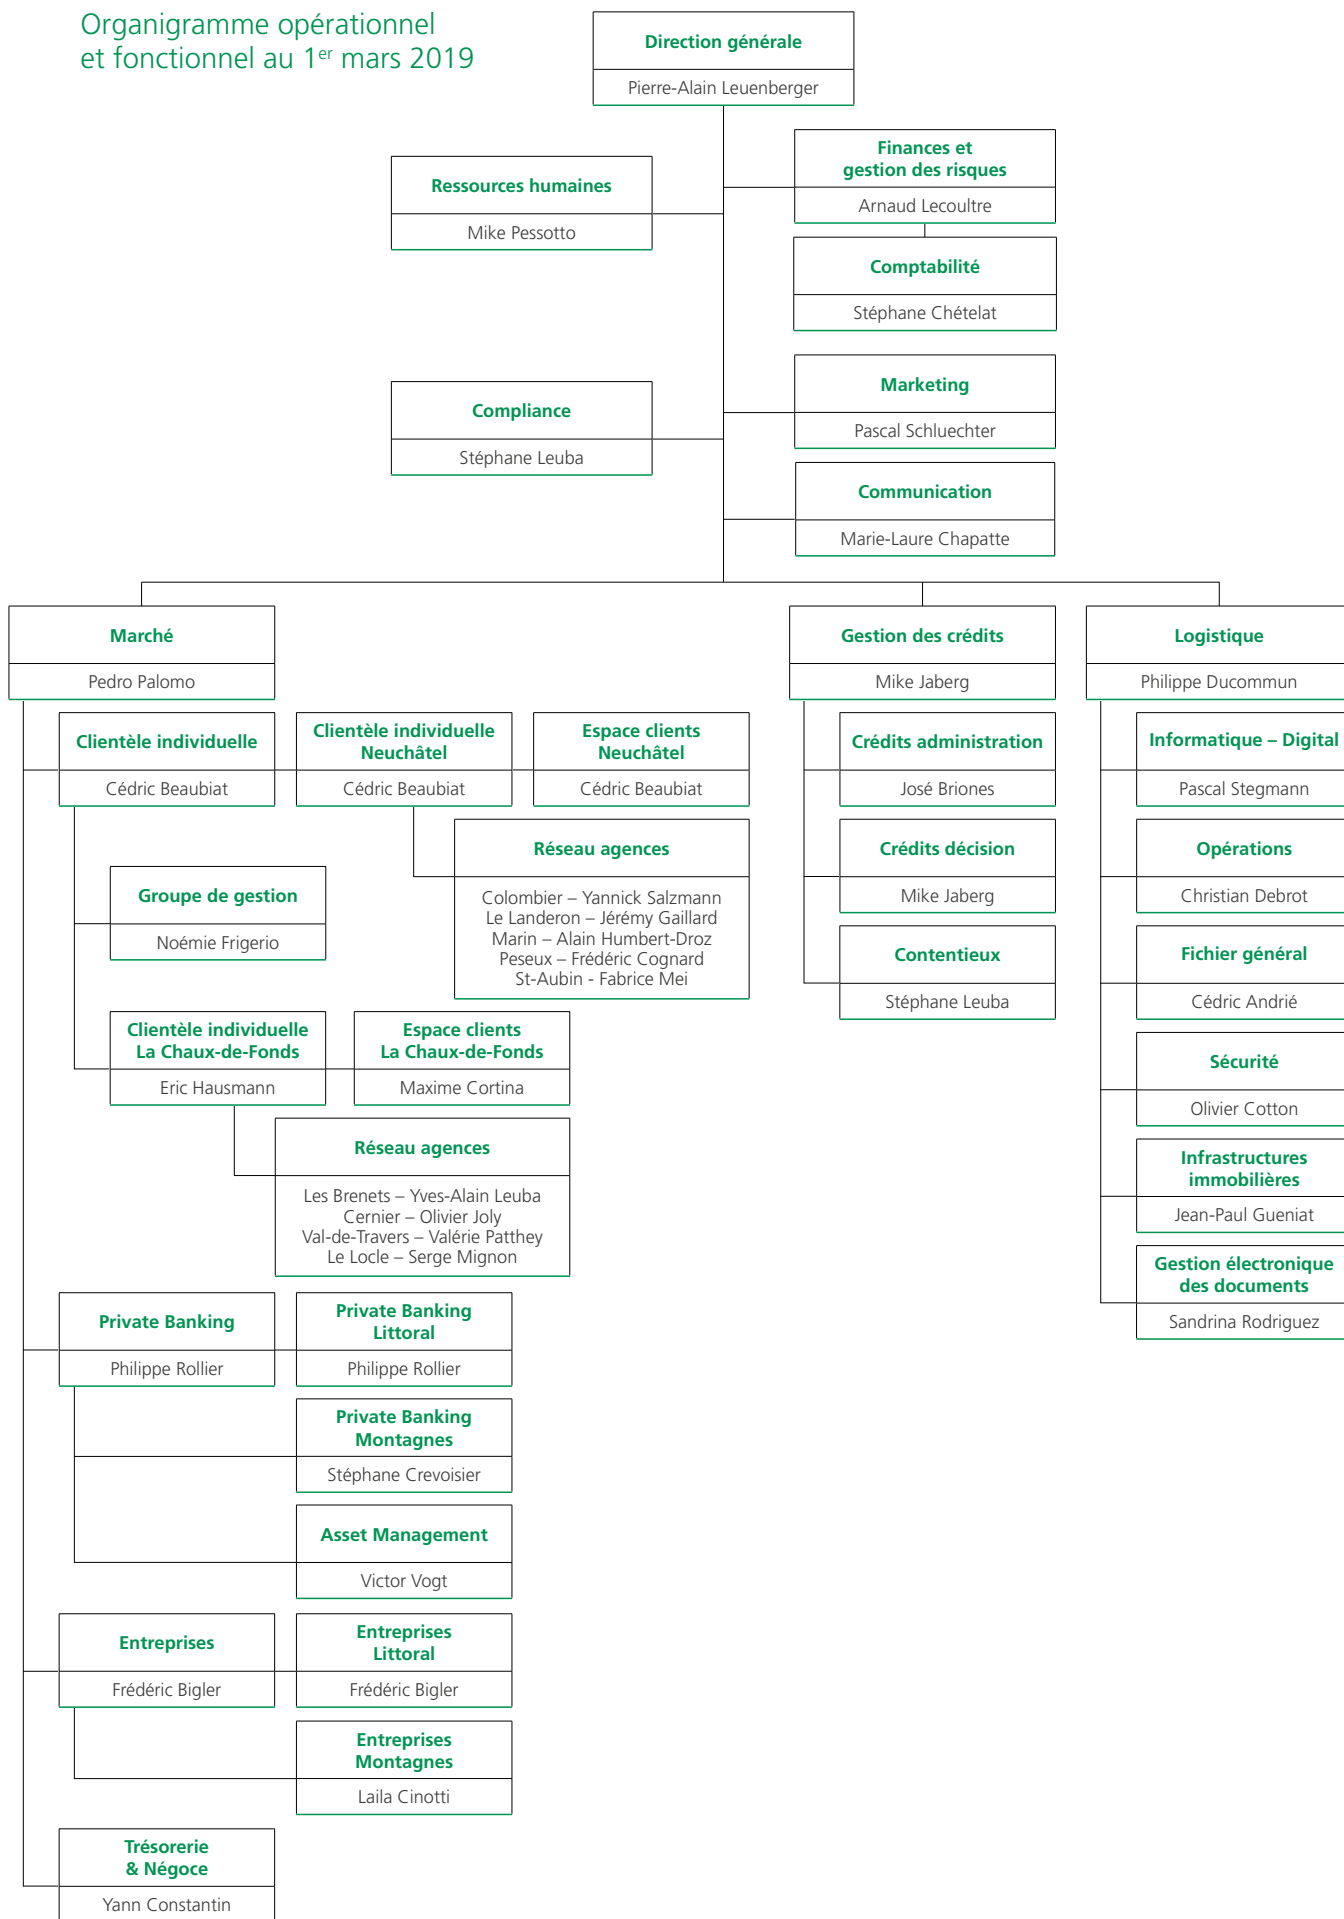 Organigramme opérationnel
et fonctionnel au 1er mars 2019
Direction générale
Pierre-Alain Leuenberger
Finances et
gestion des risques
Arnaud Lecoultre
Ressources humaines
Mike Pessotto
Comptabilité
Stéphane Chételat
Marketing
Pascal Schluechter
Compliance
Stéphane Leuba
Communication
Marie-Laure Chapatte
Marché
Pedro Palomo
Gestion des crédits
Mike Jaberg
Logistique
Philippe Ducommun
Clientèle individuelle
Cédric Beaubiat
Clientèle individuelle
Neuchâtel
Cédric Beaubiat
Espace clients
Neuchâtel
Cédric Beaubiat
Réseau agences
Colombier – Yannick Salzmann
Le Landeron – Jérémy Gaillard
Marin – Alain Humbert-Droz
Peseux – Frédéric Cognard
St-Aubin - Fabrice Mei
Groupe de gestion
Noémie Frigerio
Clientèle individuelle
La Chaux-de-Fonds
Eric Hausmann
Espace clients
La Chaux-de-Fonds
Maxime Cortina
Réseau agences
Les Brenets – Yves-Alain Leuba
Cernier – Olivier Joly
Val-de-Travers – Valérie Patthey
Le Locle – Serge Mignon
Private Banking
Philippe Rollier
Private Banking
Littoral
Philippe Rollier
Private Banking
Montagnes
Stéphane Crevoisier
Asset Management
Victor Vogt
Entreprises
Frédéric Bigler
Entreprises
Littoral
Frédéric Bigler
Entreprises
Montagnes
Laila Cinotti
Trésorerie
& Négoce
Yann Constantin
Crédits administration
José Briones
Crédits décision
Mike Jaberg
Contentieux
Stéphane Leuba
Informatique – Digital
Pascal Stegmann
Opérations
Christian Debrot
Fichier général
Cédric Andrié
Sécurité
Olivier Cotton
Infrastructures
immobilières
Jean-Paul Gueniat
Gestion électronique
des documents
Sandrina Rodriguez